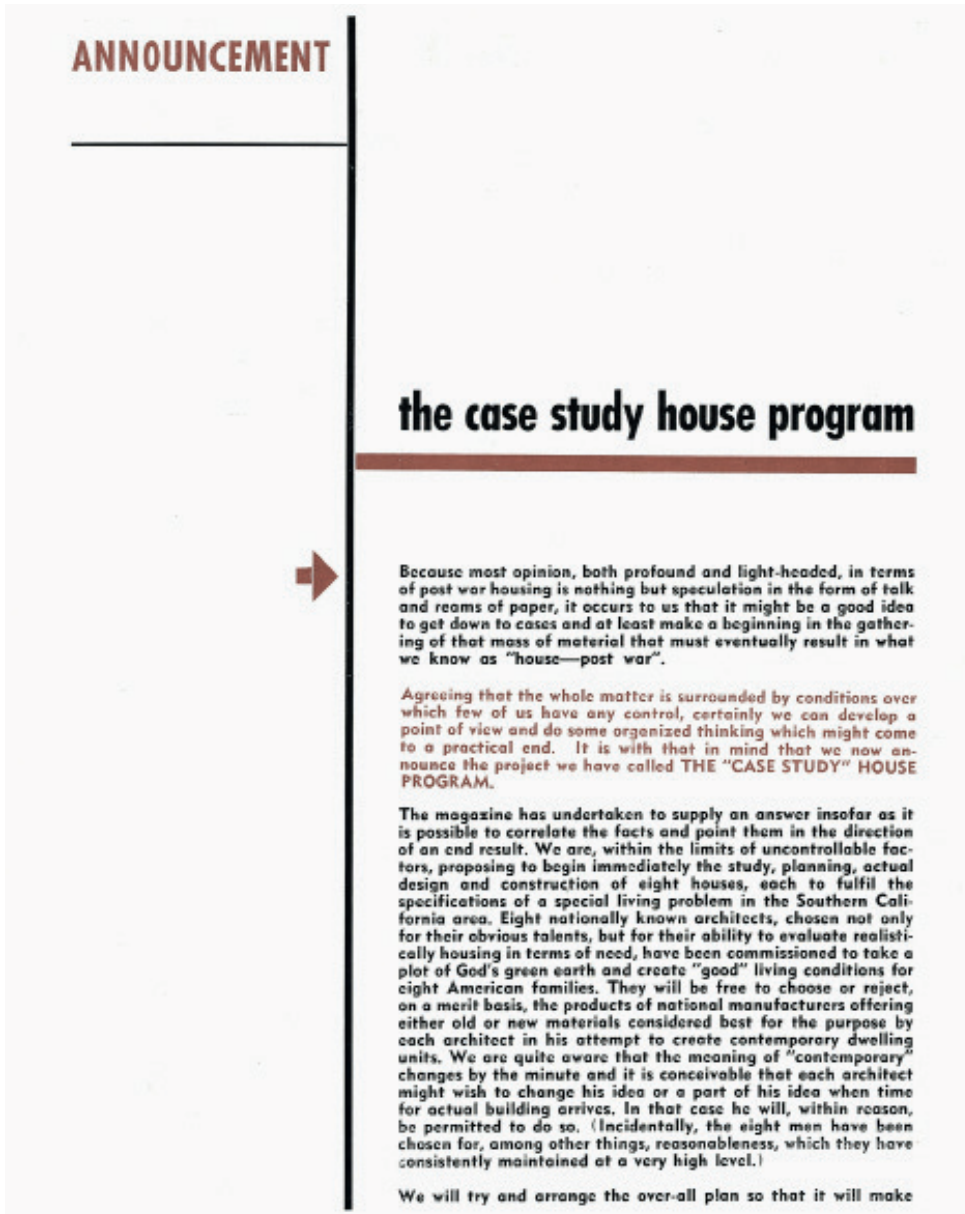 ANNOUNCEMENT
the case study house program
Because most opinion, both profound and light-headed, in terms
of post war housing is nothing but speculation in the form of talk
and reams of paper, it occurs to us that it might be a good idea
to get down to cases and at least make a beginning in the gather-
ing of that mass of material that must eventually result in what
we know as "house—post war".
Agreeing that the whole matter is surrounded by conditions over
which few of us have any control, certainly we can develop a
point of view and do some organized thinking which might come
to a practical end. It is with that in mind that we now an-
nounce the project we have called THE "CASE STUDY" HOUSE
PROGRAM.
The magazine has undertaken to supply an answer insofar as it
is possible to correlate the facts and point them in the direction
of an end result. We are, within the limits of uncontrollable fac-
tors, proposing to begin immediately the study, planning, actual
design and construction of eight houses, each to fulfil the
specifications of a special living problem in the Southern Cali-
fornia area. Eight nationally known architects, chosen not only
for their obvious talents, but for their ability to evaluate realisti-
cally housing in terms of need, have been commissioned to take a
plot of God's green earth and create "good" living conditions for
eight American families. They will be free to choose or reject,
on a merit basis, the products of national manufacturers offering
either old or new materials considered best for the purpose by
each architect in his attempt to create contemporary dwelling
units. We are quite aware that the meaning of "contemporary"
changes by the minute and it is conceivable that each architect
might wish to change his idea or a part of his idea when time
for actual building arrives. In that case he will, within reason,
be permitted to do so. (Incidentally, the eight men have been
chosen for, among other things, reasonableness, which they have
consistently maintained at a very high level.)
We will try and arrange the over-all plan so that it will make